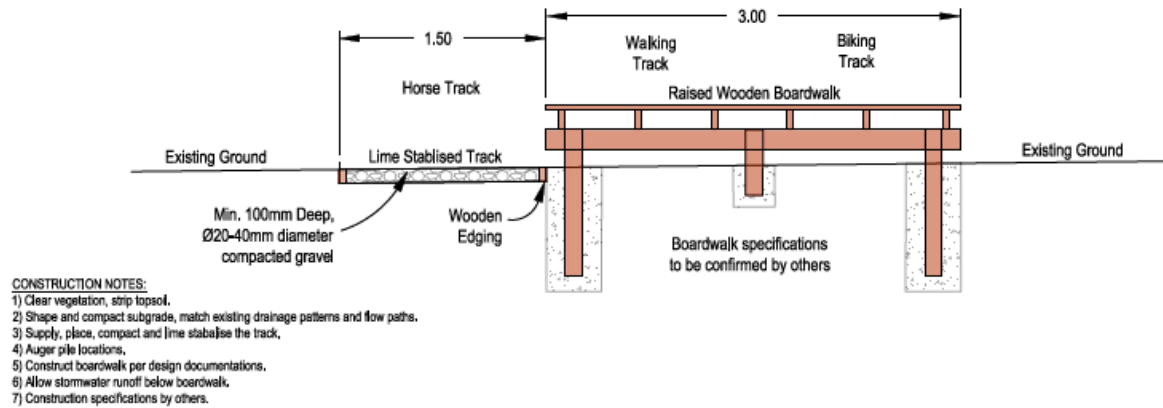 3.00
1.50
Walking
Track
Biking
Track
Horse Track
Raised Wooden Boardwalk
Existing Ground
Lime Stablised Track
Existing Ground
Min. 100mm Deep,
Ø20-40mm diameter
compacted gravel
Wooden
Edging
Boardwalk specifications
to be confirmed by others
CONSTRUCTION NOTES:
1) Clear vegetation, strip topsoil.
2) Shape and compact subgrade, match existing drainage patterns and flow paths.
3) Supply, place, compact and lime stabalise the track,
4) Auger pile locations,
5) Construct boardwalk per design documentations.
6) Allow stormwater runoff below boardwalk.
7) Construction specifications by others.